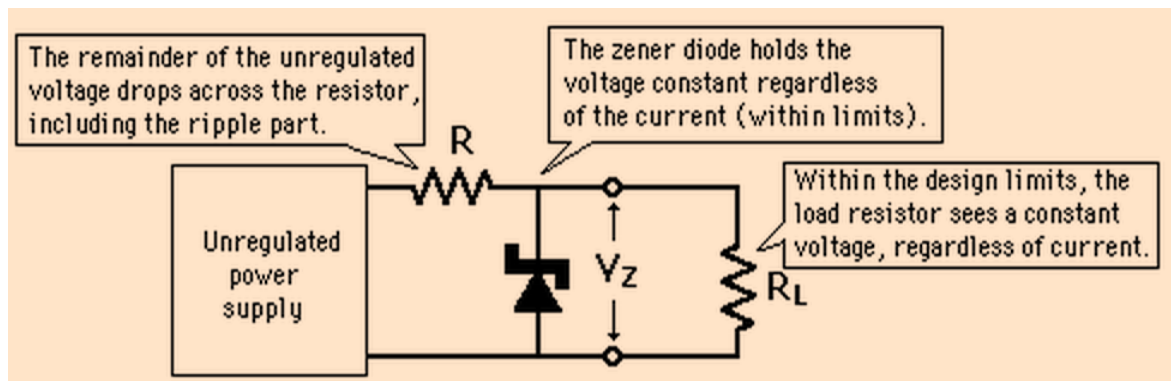 The remainder of the unregulated
voltage drops across the resistor,
including the ripple part.
The zener diode holds the
voltage constant regardless
of the current (within limits).
R
Within the design limits, the
load resistor sees a constant
voltage, regardless of current.
Unregulated
power
supply
VZ
RL